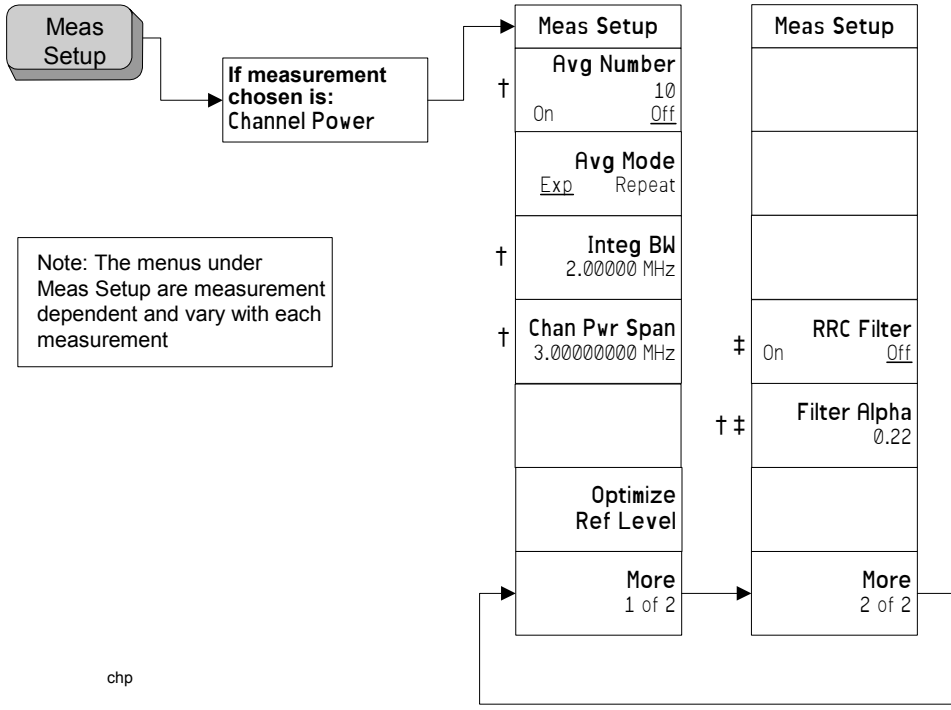 Meas
Setup
If measurement
chosen is:
Channel Power
Note: The menus under
Meas Setup are measurement
dependent and vary with each
measurement
Meas Setup
†
Avg Number
10
On Off
Avg Mode
Exp Repeat
†
Integ BW
2.00000 MHz
†
Chan Pwr Span
3.00000000 MHz
Optimize
Ref Level
More
1 of 2
Meas Setup
‡
RRC Filter
On Off
† ‡
Filter Alpha
0.22
More
2 of 2
chp